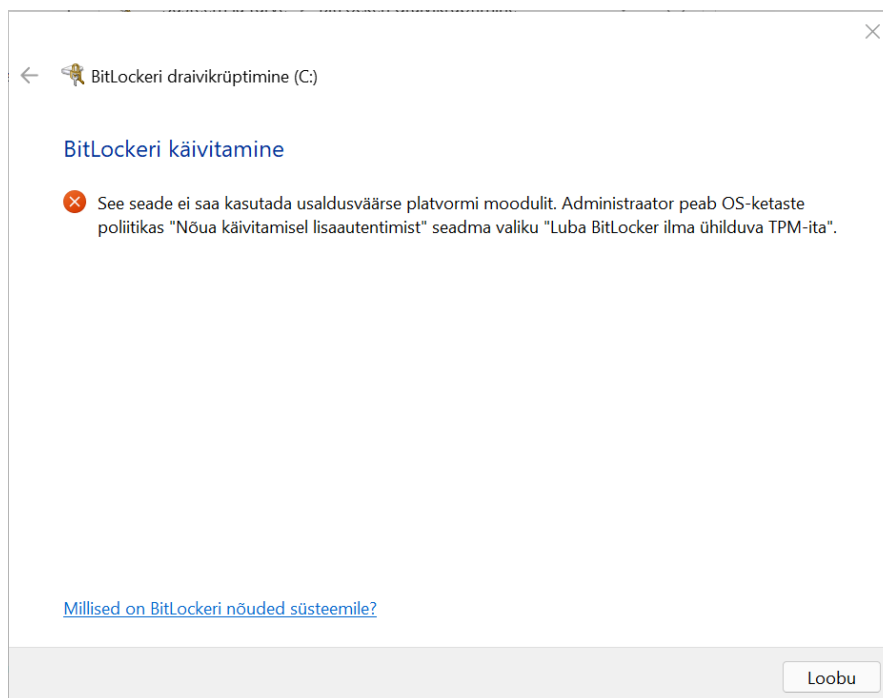 BitLockeri draivikrüptimine (C:)
BitLockeri käivitamine
See seade ei saa kasutada usaldusväärse platvormi moodulit. Administraator peab OS-ketaste
poliitikas "Nõua käivitamisel lisaautentimist" seadma valiku "Luba BitLocker ilma ühilduva TPM-ita".
Millised on BitLockeri nõuded süsteemile?
Loobu